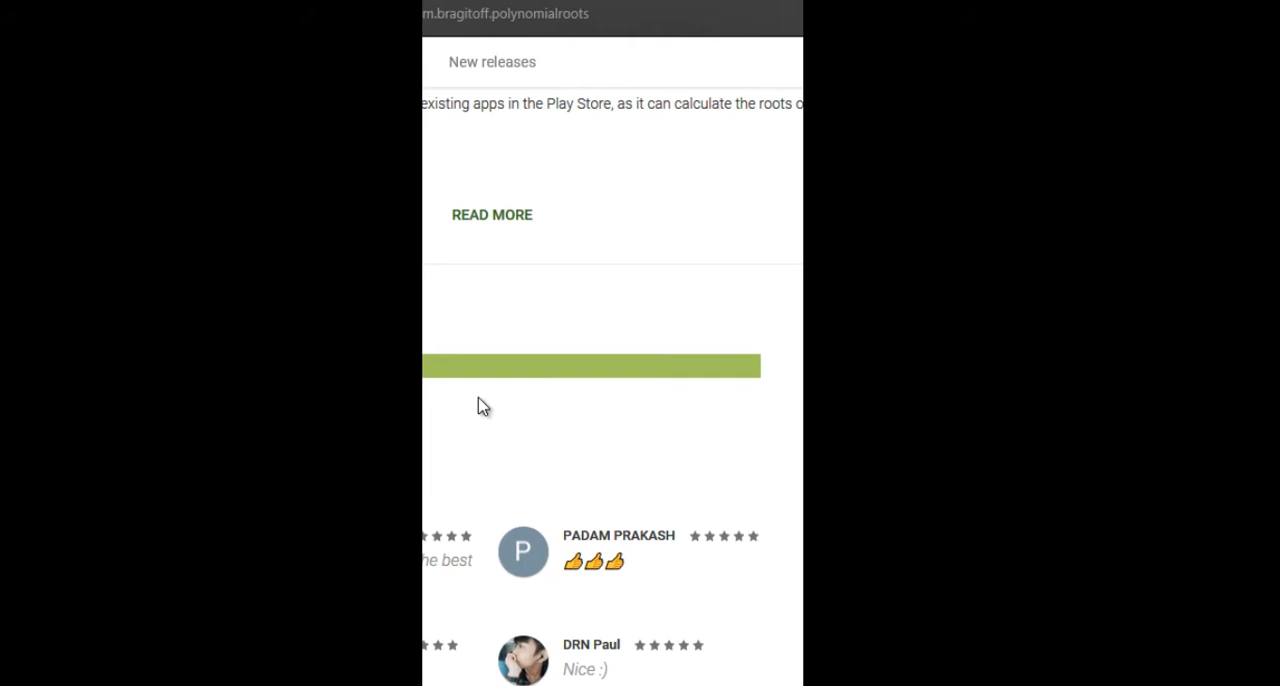 m.bragitoff.polynomialroots
New releases
existing apps in the Play Store, as it can calculate the roots o
READ MORE
PADAM PRAKASH
he best
P
DRN Paul
Nice :)